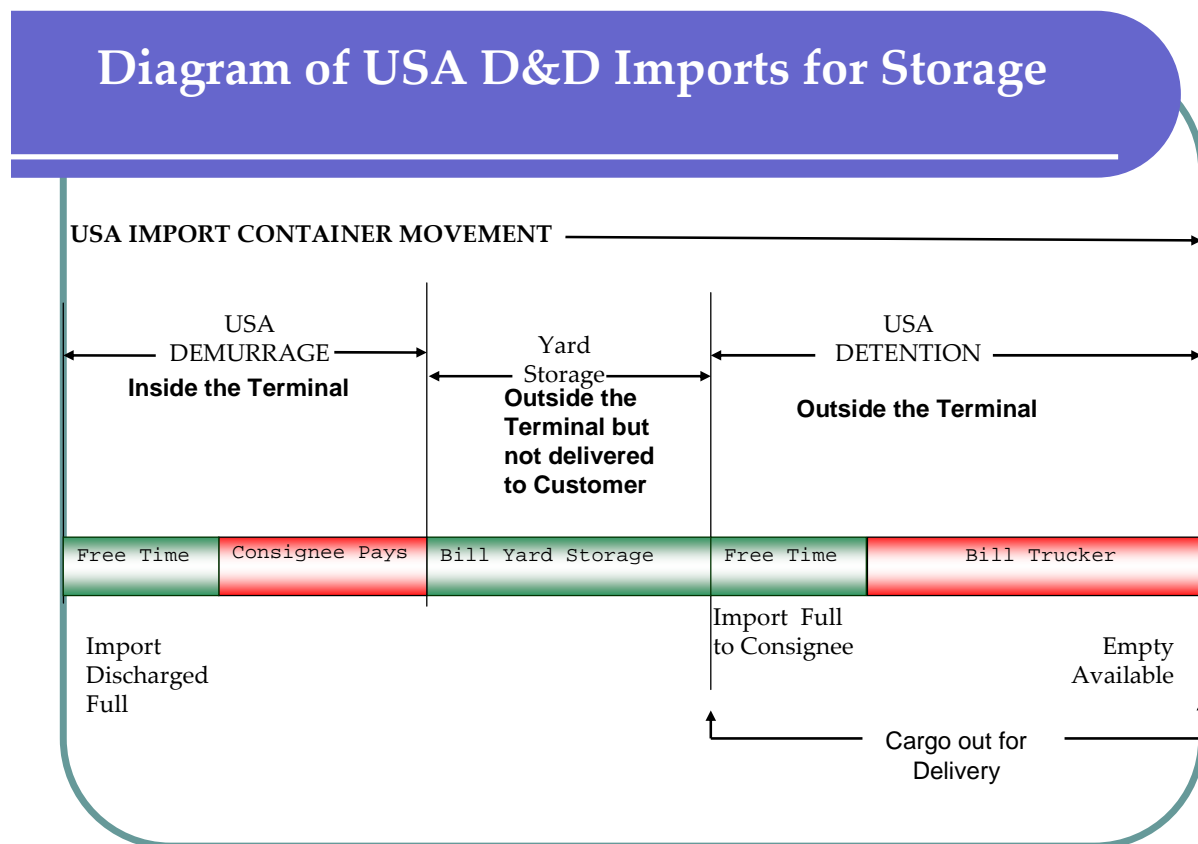 Diagram of USA D&D Imports for Storage
USA IMPORT CONTAINER MOVEMENT
USA
DEMURRAGE
Inside the Terminal
Yard
Storage
Outside the
Terminal but
not delivered
to Customer
USA
DETENTION
Outside the Terminal
Free Time
Consignee Pays
Bill Yard Storage
Free Time
Bill Trucker
Import
Discharged
Full
Import Full
to Consignee
Empty
Available
Cargo out for
Delivery